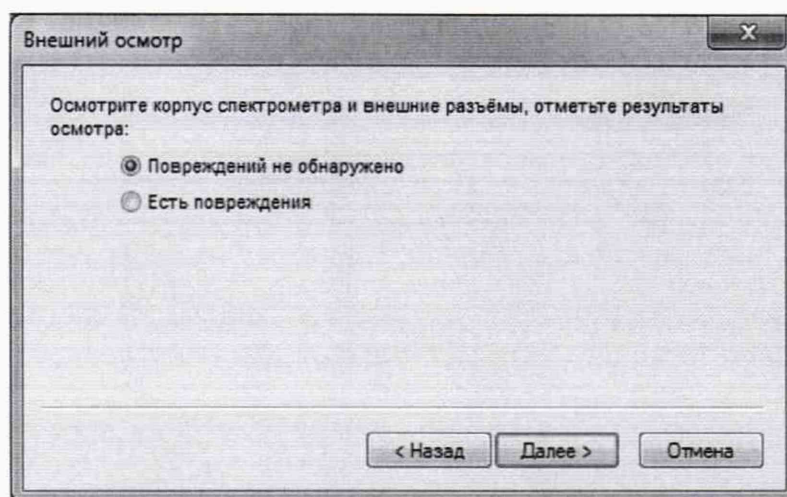 Внешний осмотр
Осмотрите корпус спектрометра и внешние разъёмы, отметьте результаты
осмотра:
Повреждений не обнаружено
Есть повреждения
< Назад
Далее >
Отмена